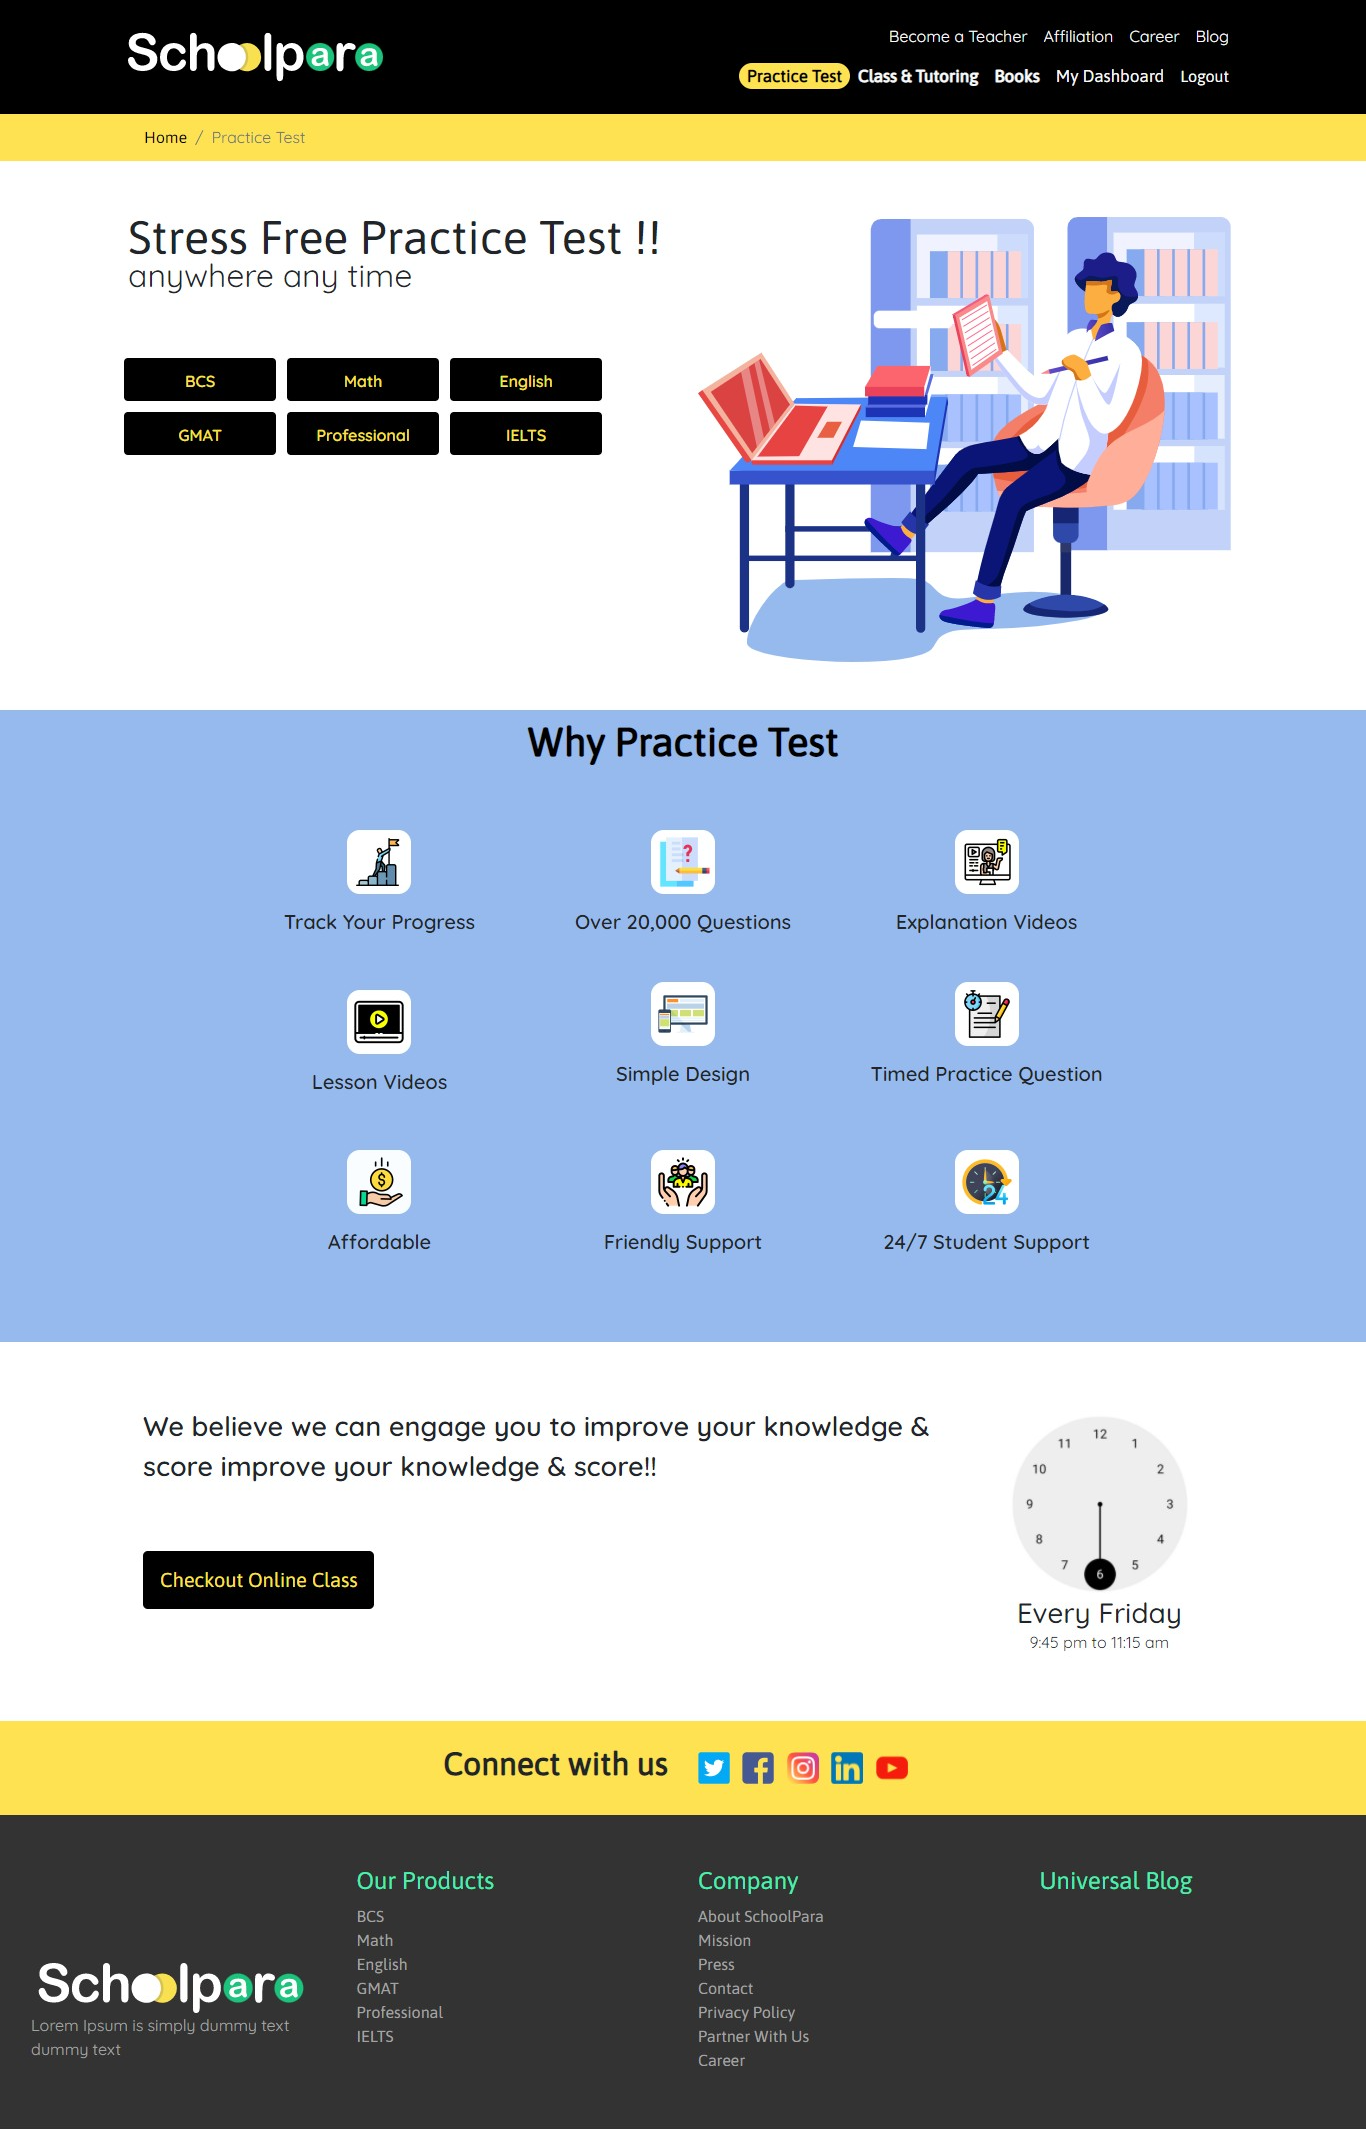 Schoolpara
Become a Teacher Affiliation Career Blog
Practice Test Class & Tutoring Books My Dashboard Logout
Home / Practice Test
Stress Free Practice Test !!
anywhere any time
BCS Math English
GMAT Professional IELTS
Why Practice Test
Track Your Progress Over 20,000 Questions Explanation Videos
Lesson Videos Simple Design Timed Practice Question
Affordable Friendly Support 24/7 Student Support
24
We believe we can engage you to improve your knowledge &
score improve your knowledge & score!!
Checkout Online Class
12
11 1
10 2
9 3
8 4
7 5
6
Every Friday
9:45 pm to 11:15 am
Connect with us
Schoolpara
Lorem Ipsum is simply dummy text
dummy text
Our Products
BCS
Math
English
GMAT
Professional
IELTS
Company
About SchoolPara
Mission
Press
Contact
Privacy Policy
Partner With Us
Career
Universal Blog